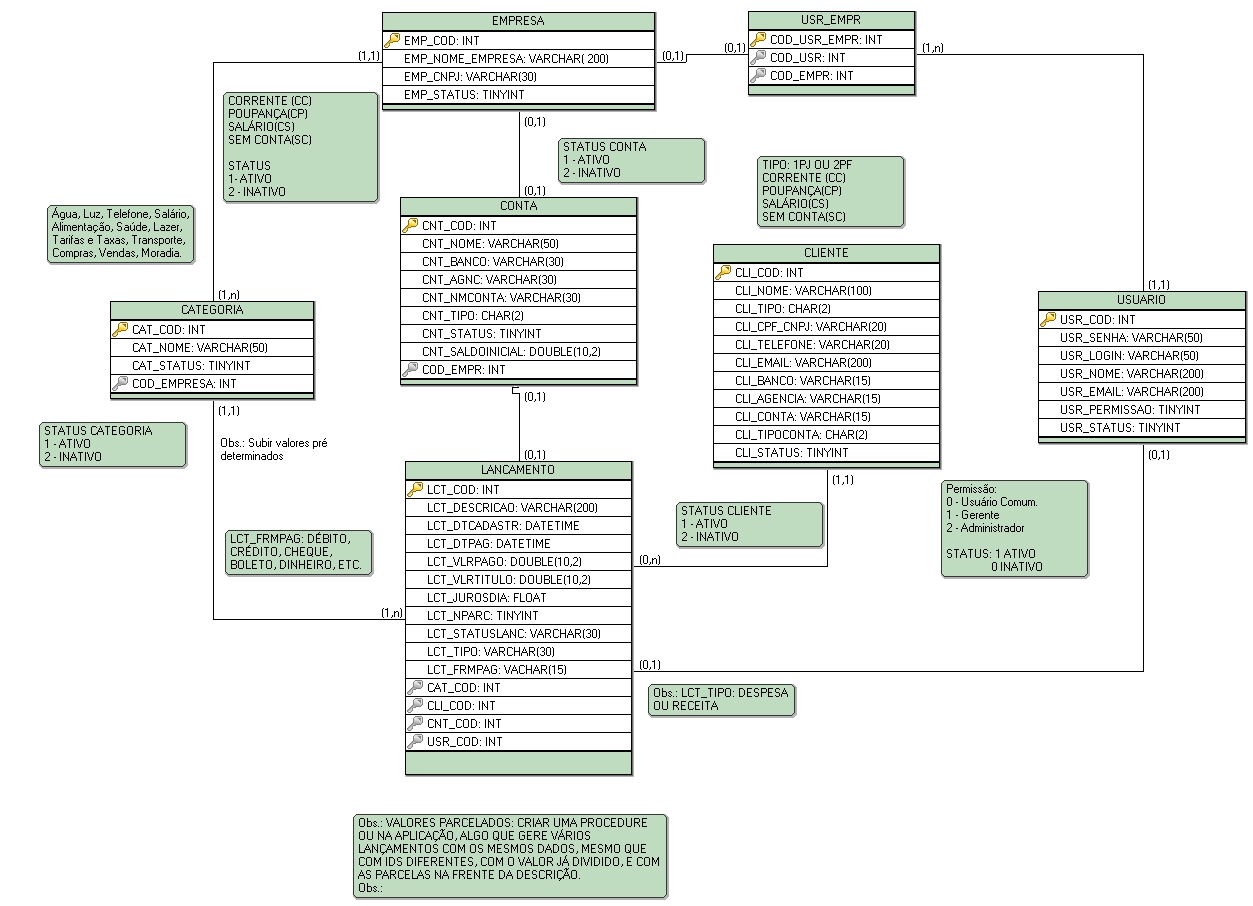 EMPRESA
EMP_COD: INT
EMP_NOME_EMPRESA: VARCHAR( 200)
EMP_CNPJ: VARCHAR(30)
EMP_STATUS: TINYINT
USR_EMPR
COD_USR_EMPR: INT
COD_USR: INT
COD_EMPR: INT
(1,1)
(0,1)
(0,1)
(1,n)
CORRENTE (CC)
POUPANÇA(CP)
SALÁRIO(CS)
SEM CONTA(SC)
STATUS
1- ATIVO
2 - INATIVO
(0,1)
STATUS CONTA
1 - ATIVO
2 - INATIVO
TIPO: 1PJ OU 2PF
CORRENTE (CC)
POUPANÇA(CP)
SALÁRIO(CS)
SEM CONTA(SC)
(0,1)
Água, Luz, Telefone, Salário,
Alimentação, Saúde, Lazer,
Tarifas e Taxas, Transporte,
Compras, Vendas, Moradia.
CONTA
CNT_COD: INT
CNT_NOME: VARCHAR(50)
CNT_BANCO: VARCHAR(30)
CNT_AGNC: VARCHAR(30)
CNT_NMCONTA: VARCHAR(30)
CNT_TIPO: CHAR(2)
CNT_STATUS: TINYINT
CNT_SALDOINICIAL: DOUBLE(10,2)
COD_EMPR: INT
CLIENTE
CLI_COD: INT
CLI_NOME: VARCHAR(100)
CLI_TIPO: CHAR(2)
CLI_CPF_CNPJ: VARCHAR(20)
CLI_TELEFONE: VARCHAR(20)
CLI_EMAIL: VARCHAR(200)
CLI_BANCO: VARCHAR(15)
CLI_AGENCIA: VARCHAR(15)
CLI_CONTA: VARCHAR(15)
CLI_TIPOCONTA: CHAR(2)
CLI_STATUS: TINYINT
(1,1)
USUARIO
USR_COD: INT
USR_SENHA: VARCHAR(50)
USR_LOGIN: VARCHAR(50)
USR_NOME: VARCHAR(200)
USR_EMAIL: VARCHAR(200)
USR_PERMISSAO: TINYINT
USR_STATUS: TINYINT
(1,n)
CATEGORIA
CAT_COD: INT
CAT_NOME: VARCHAR(50)
CAT_STATUS: TINYINT
COD_EMPRESA: INT
(1,1)
(0,1)
STATUS CATEGORIA
1 - ATIVO
2 - INATIVO
Obs.: Subir valores pré
determinados
(0,1)
(0,1)
(1,1)
LANCAMENTO
LCT_COD: INT
LCT_DESCRICAO: VARCHAR(200)
LCT_DTCADASTR: DATETIME
LCT_DTPAG: DATETIME
LCT_VLRPAGO: DOUBLE(10,2)
LCT_VLRTITULO: DOUBLE(10,2)
LCT_JUROSDIA: FLOAT
LCT_NPARC: TINYINT
LCT_STATUSLANC: VARCHAR(30)
LCT_TIPO: VARCHAR(30)
LCT_FRMPAG: VACHAR(15)
CAT_COD: INT
CLI_COD: INT
CNT_COD: INT
USR_COD: INT
STATUS CLIENTE
1 - ATIVO
2 - INATIVO
Permissão:
0 - Usuário Comum.
1 - Gerente
2 - Administrador
STATUS: 1 ATIVO
0 INATIVO
LCT_FRMPAG: DÉBITO,
CRÉDITO, CHEQUE,
BOLETO, DINHEIRO, ETC.
(0,n)
(1,n)
(0,1)
Obs.: LCT_TIPO: DESPESA
OU RECEITA
Obs.: VALORES PARCELADOS: CRIAR UMA PROCEDURE
OU NA APLICAÇÃO, ALGO QUE GERE VÁRIOS
LANÇAMENTOS COM OS MESMOS DADOS, MESMO QUE
COM IDS DIFERENTES, COM O VALOR JÁ DIVIDIDO, E COM
AS PARCELAS NA FRENTE DA DESCRIÇÃO.
Obs.: